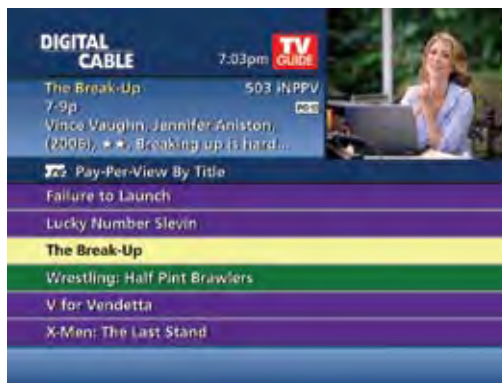 DIGITAL
CABLE
7:03pm
TV
GUIDE
The Break-Up 503 iNPPV
7-9p PG13
Vince Vaughn, Jennifer Aniston,
(2006), ★★, Breaking up is hard...
Pay-Per-View By Title
Failure to Launch
Lucky Number Slevin
The Break-Up
Wrestling: Half Pint Brawlers
V for Vendetta
X-Men: The Last Stand